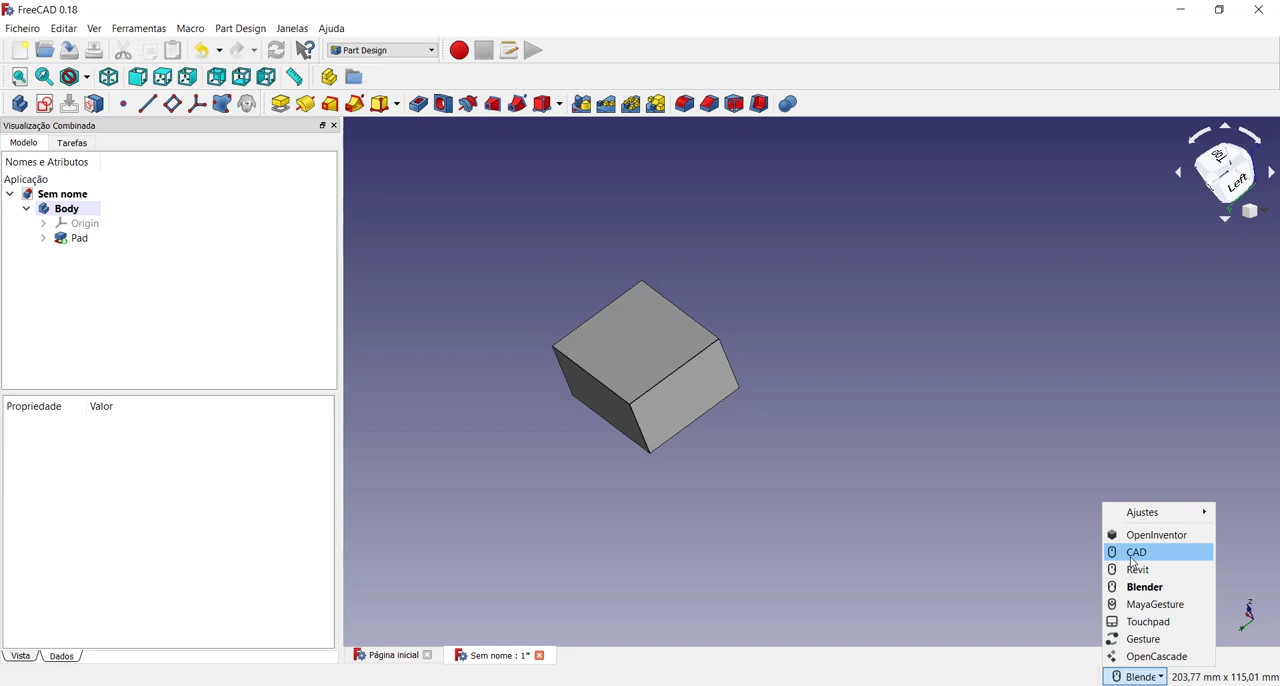 FreeCAD 0.18
Ficheiro Editar Ver Ferramentas Macro Part Design Janelas Ajuda
Part Design
Visualização Combinada
Modelo Tarefas
Nomes e Atributos
Aplicação
Sem nome
Body
Origin
Pad
Top
Left
Propriedade Valor
Ajustes
OpenInventor
CAD
Revit
Blender
MayaGesture
Touchpad
Gesture
OpenCascade
Z
Vista Dados
Página inicial Sem nome : 1*
Blende 203,77 mm x 115,01 mm